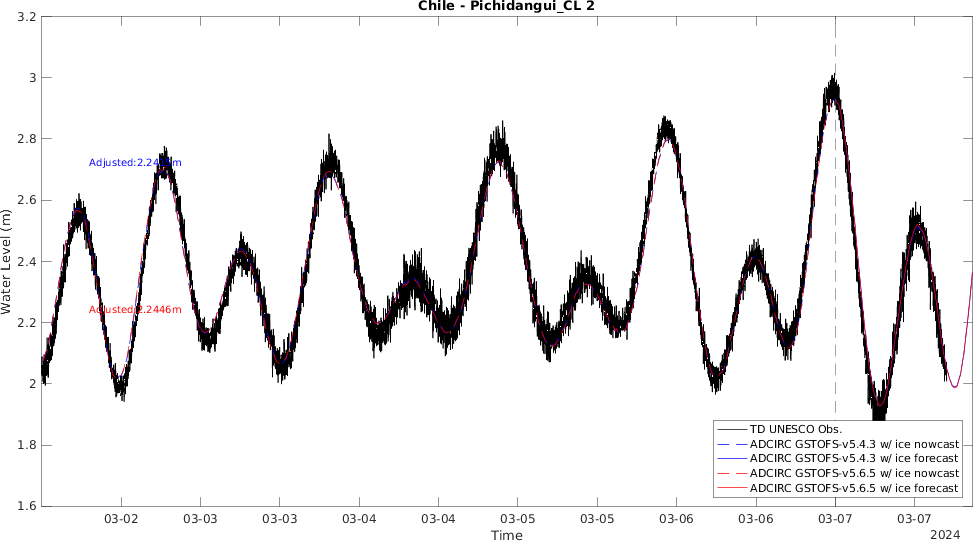 Chile - Pichidangui_CL 2
3.2
3
2.8
2.6
2.4
2.2
2
1.8
1.6
Water Level (m)
Adjusted:2.2446m
TD UNESCO Obs.
ADCIRC GSTOFS-v5.4.3 w/ ice nowcast
ADCIRC GSTOFS-v5.4.3 w/ ice forecast
ADCIRC GSTOFS-v5.6.5 w/ ice nowcast
ADCIRC GSTOFS-v5.6.5 w/ ice forecast
03-02 03-03 03-03 03-04 03-04 03-05 03-05 03-06 03-06 03-07 03-07
Time
2024